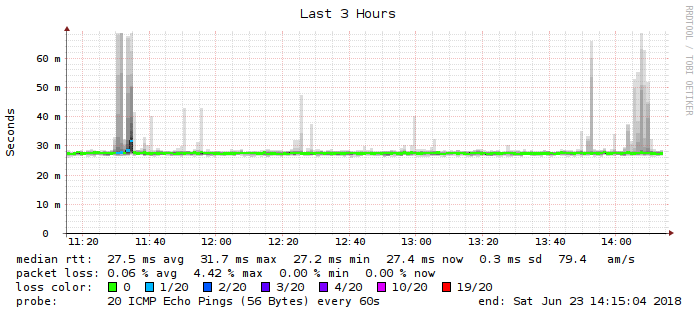 Last 3 Hours
RRDTOOL / TOBI OETIKER
Seconds
60 m
50 m
40 m
30 m
20 m
10 m
0
11:20 11:40 12:00 12:20 12:40 13:00 13:20 13:40 14:00
median rtt: 27.5 ms avg 31.7 ms max 27.2 ms min 27.4 ms now 0.3 ms sd 79.4 am/s
packet loss: 0.06 % avg 4.42 % max 0.00 % min 0.00 % now
loss color: 0 1/20 2/20 3/20 4/20 10/20 19/20
probe: 20 ICMP Echo Pings (56 Bytes) every 60s end: Sat Jun 23 14:15:04 2018